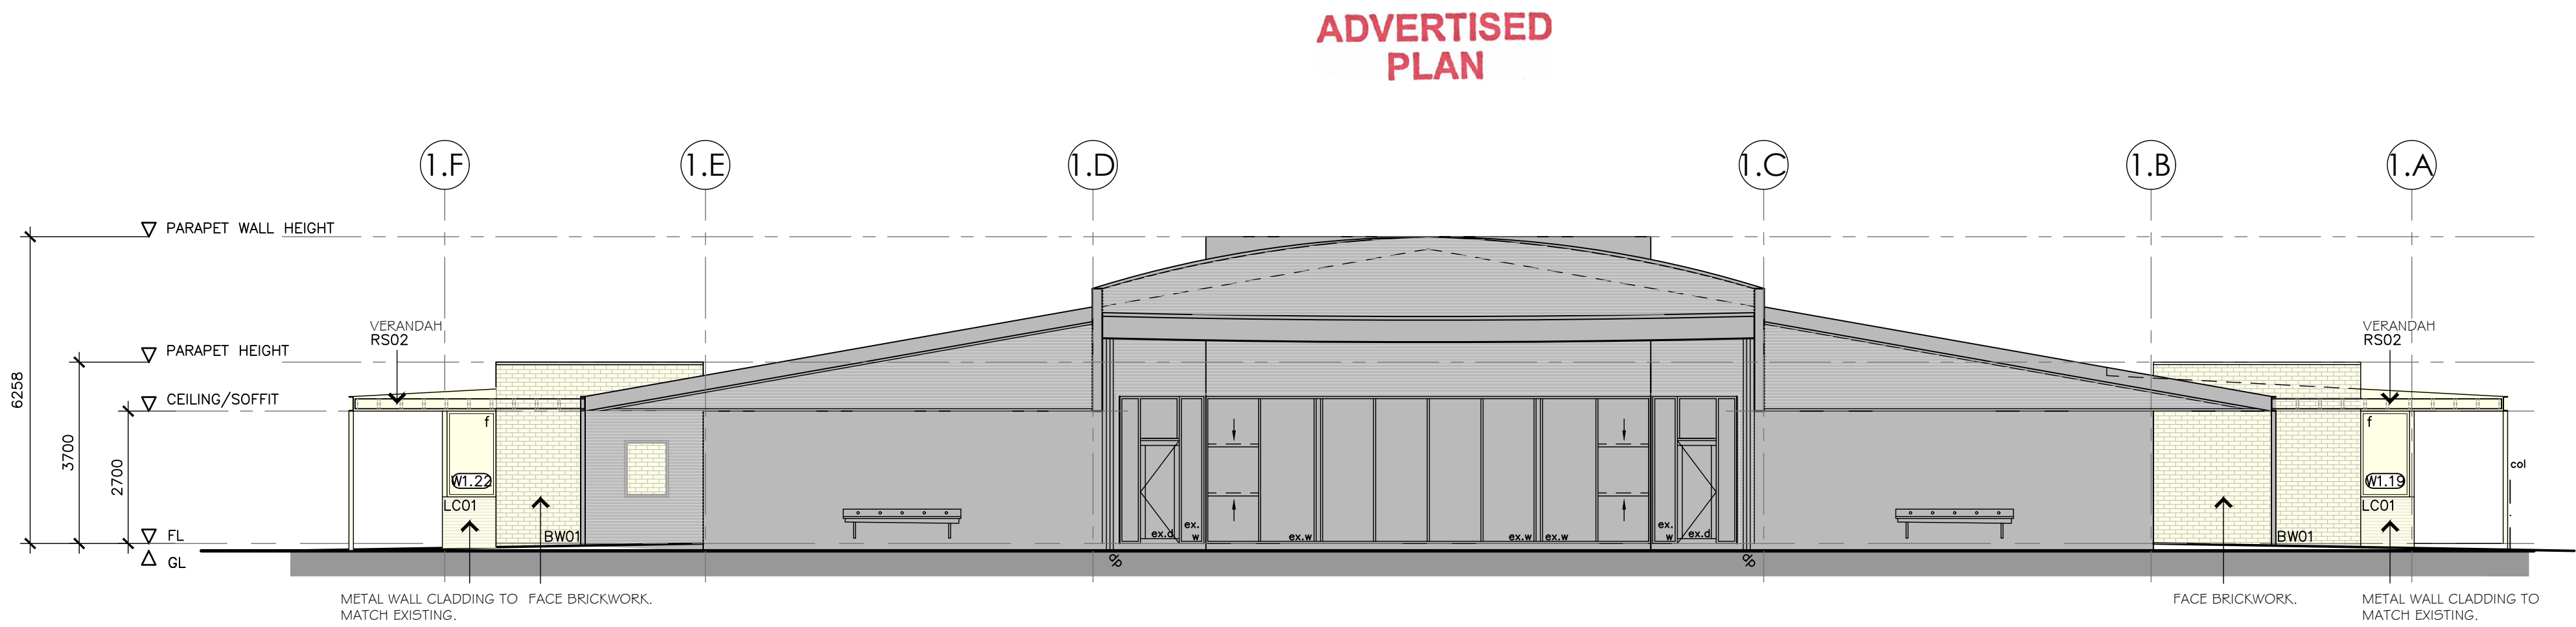 ADVERTISED
PLAN
1.F
1.E
1.D
1.C
1.B
1.A
PARAPET WALL HEIGHT
VERANDAH
RS02
VERANDAH
RS02
PARAPET HEIGHT
6258
CEILING/SOFFIT
3700
2700
f
f
W1.22
W1.19
col
LC01
LC01
FL
BW01
ex.d
ex.
w
ex.w
ex.w
ex.w
ex.
w
ex.d
BW01
GL
dp
dp
METAL WALL CLADDING TO
MATCH EXISTING.
FACE BRICKWORK.
FACE BRICKWORK.
METAL WALL CLADDING TO
MATCH EXISTING.